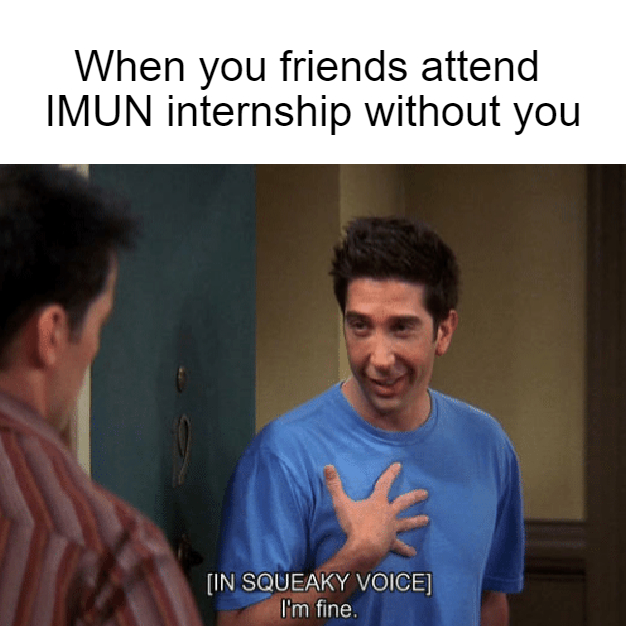 When you friends attend
IMUN internship without you
[IN SQUEAKY VOICE]
I'm fine.